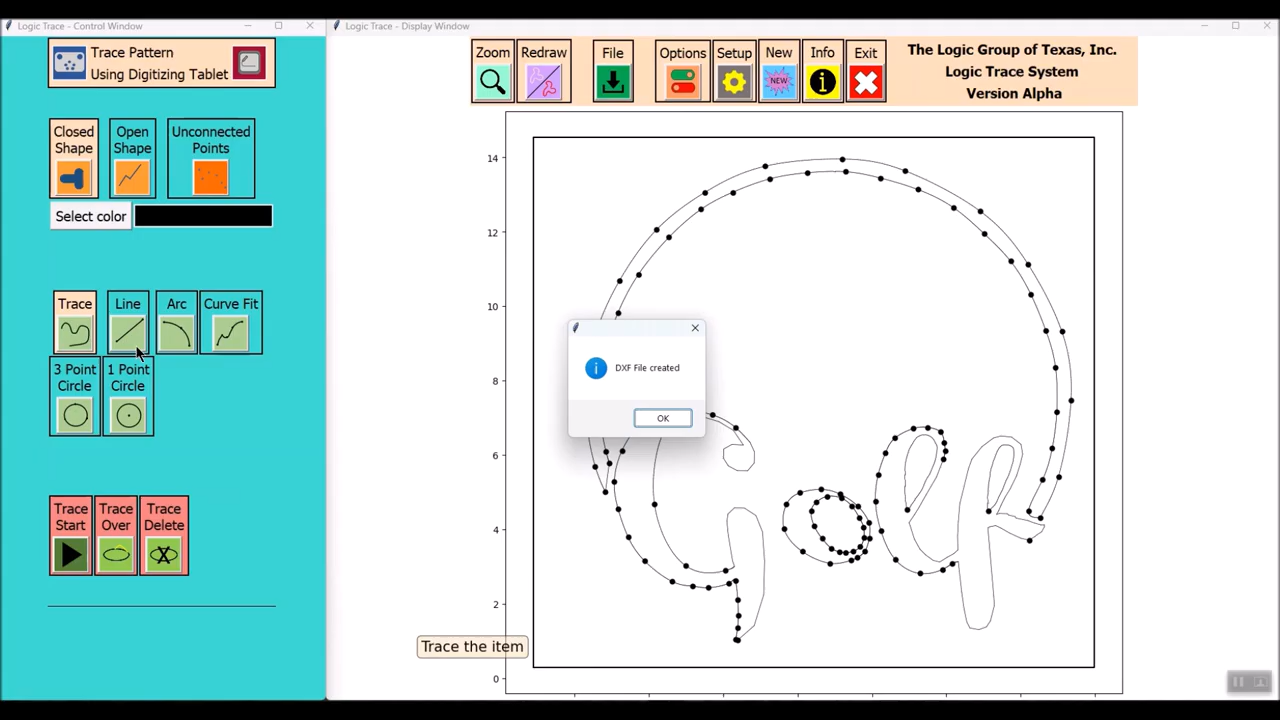 Logic Trace - Control Window
Trace Pattern
Using Digitizing Tablet
Closed
Shape
Open
Shape
Unconnected
Points
Select color
Trace
Line
Arc
Curve Fit
3 Point
Circle
1 Point
Circle
Trace
Start
Trace
Over
Trace
Delete
Logic Trace - Display Window
Zoom
Redraw
File
Options
Setup
New
NEW
Info
Exit
The Logic Group of Texas, Inc.
Logic Trace System
Version Alpha
14
12
10
8
6
4
2
0
DXF File created
OK
Golf
Trace the item